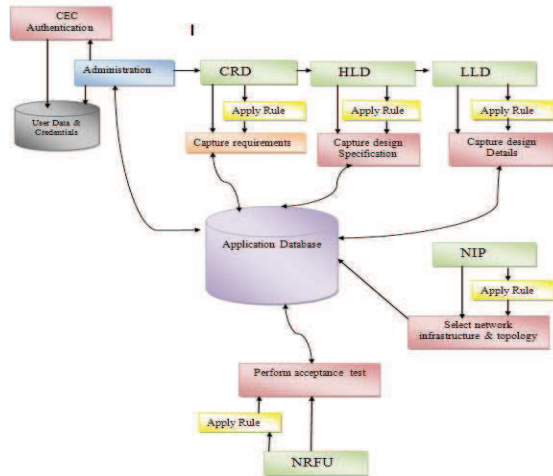 CEC
Authentication
I
Administration
CRD
HLD
LLD
Apply Rule
Apply Rule
Apply Rule
User Data &
Credentials
Capture requirements
Capture design
Specification
Capture design
Details
Application Database
NIP
Apply Rule
Select network
infrastructure & topology
Perform acceptance test
Apply Rule
NRFU